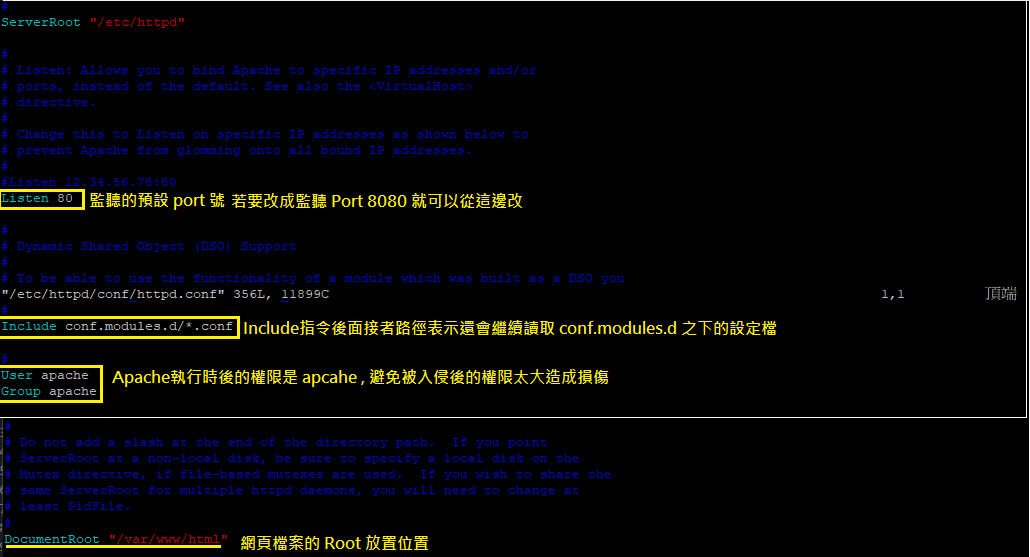 #
ServerRoot "/etc/httpd"
#
# Listen: Allows you to bind Apache to specific IP addresses and/or
# ports, instead of the default. See also the <VirtualHost>
# directive.
#
# Change this to Listen on specific IP addresses as shown below to
# prevent Apache from glomming onto all bound IP addresses.
#
#Listen 12.34.56.78:80
Listen 80 監聽的預設 port 號 若要改成監聽 Port 8080 就可以從這邊改
#
# Dynamic Shared Object (DSO) Support
#
# To be able to use the functionality of a module which was built as a DSO you
"/etc/httpd/conf/httpd.conf" 356L, 11899C 1,1 頂端
#
Include conf.modules.d/*.conf Include指令後面接者路徑表示還會繼續讀取 conf.modules.d 之下的設定檔
#
User apache
Group apache
Apache執行時後的權限是 apcahe , 避免被入侵後的權限太大造成損傷
#
# Do not add a slash at the end of the directory path.  If you point
# ServerRoot at a non-local disk, be sure to specify a local disk on the
# Mutex directive, if file-based mutexes are used.  If you wish to share the
# same ServerRoot for multiple httpd daemons, you will need to change at
# least PidFile.
#
DocumentRoot "/var/www/html" 網頁檔案的 Root 放置位置